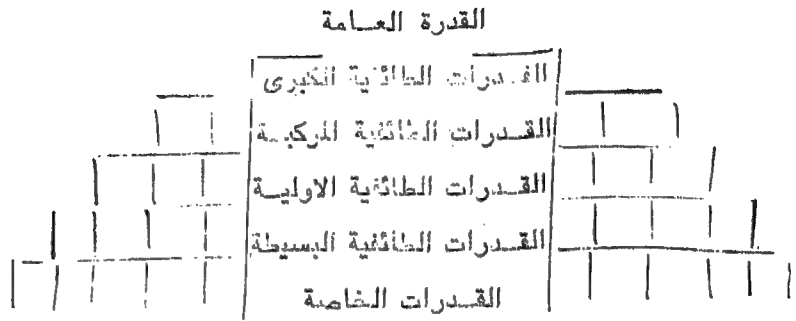 القدرة العامة
القدرات الطائفية الكبرى
القدرات الطائفية المركبة
القدرات الطائفية الاولية
القدرات الطائفية البسيطة
القدرات الخاصة